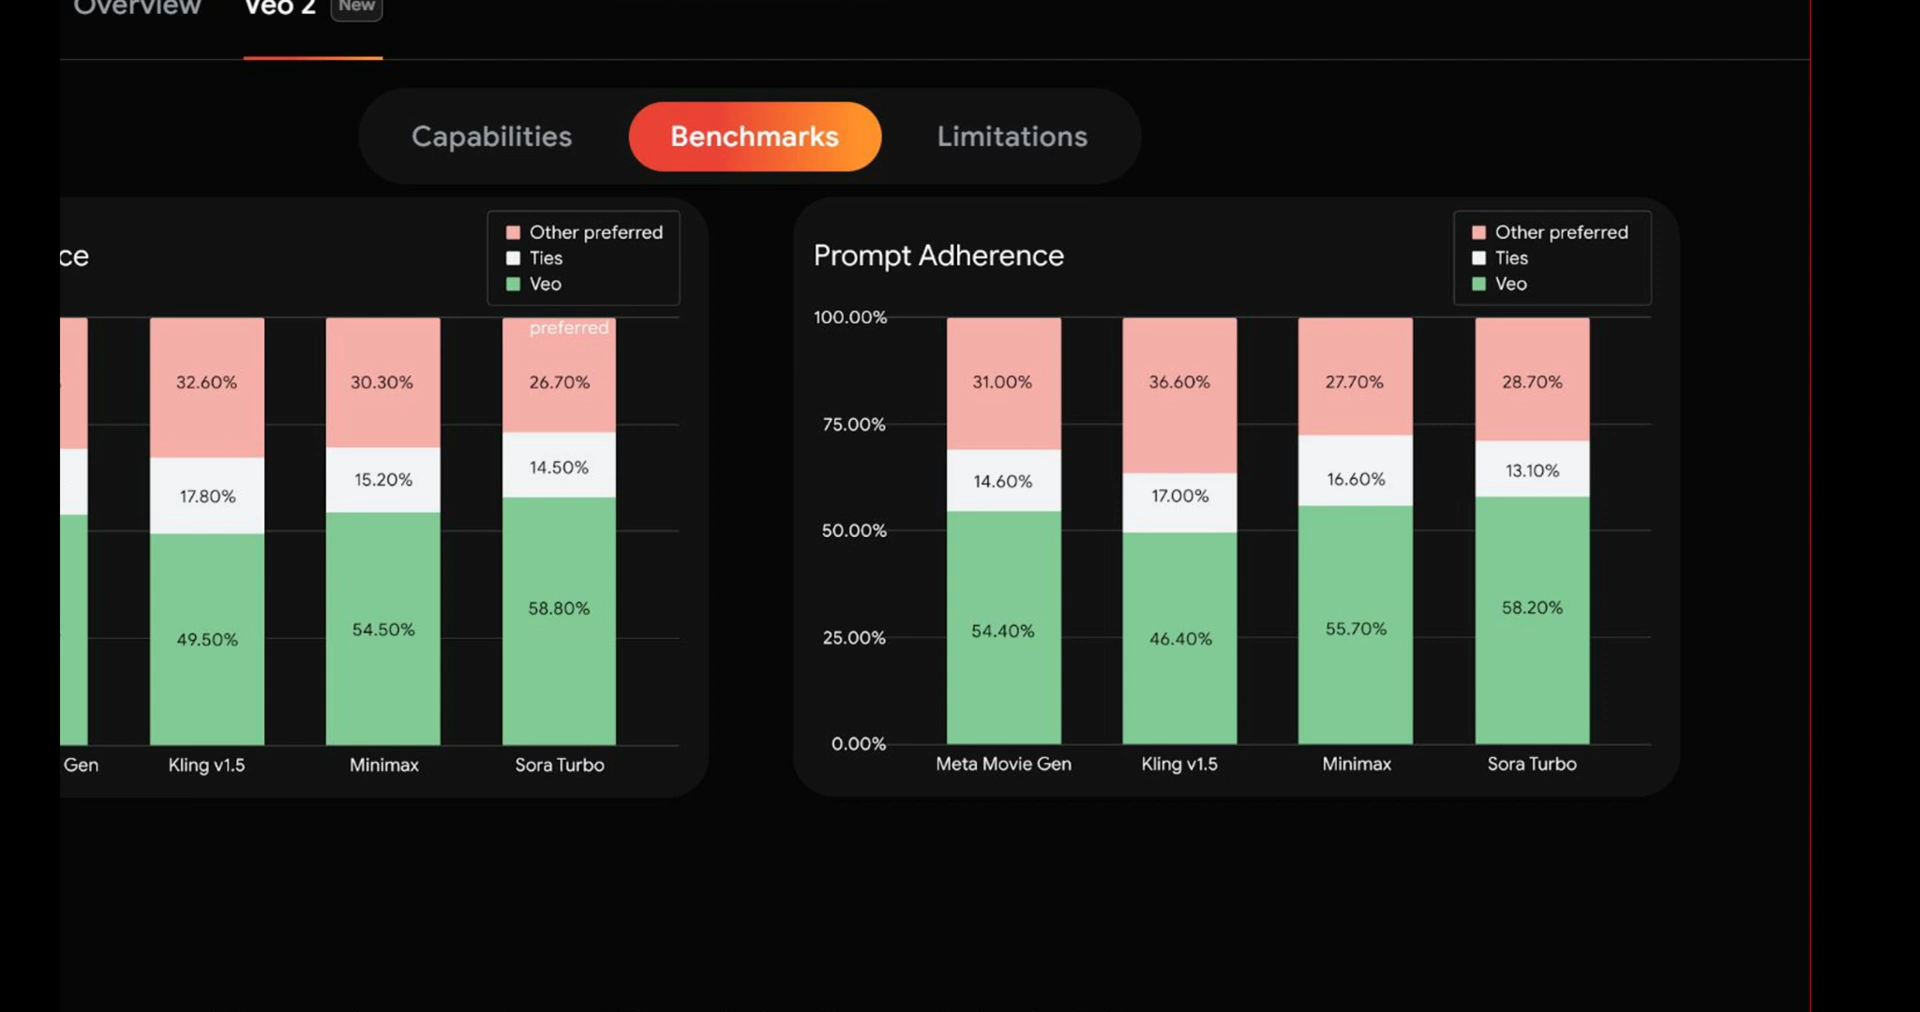 Overview Veo 2 New
Capabilities Benchmarks Limitations
ce
Other preferred
Ties
Veo
preferred
32.60% 30.30% 26.70%
17.80% 15.20% 14.50%
49.50% 54.50% 58.80%
Gen Kling v1.5 Minimax Sora Turbo
Prompt Adherence
Other preferred
Ties
Veo
100.00%
75.00%
50.00%
25.00%
0.00%
31.00% 36.60% 27.70% 28.70%
14.60% 17.00% 16.60% 13.10%
54.40% 46.40% 55.70% 58.20%
Meta Movie Gen Kling v1.5 Minimax Sora Turbo